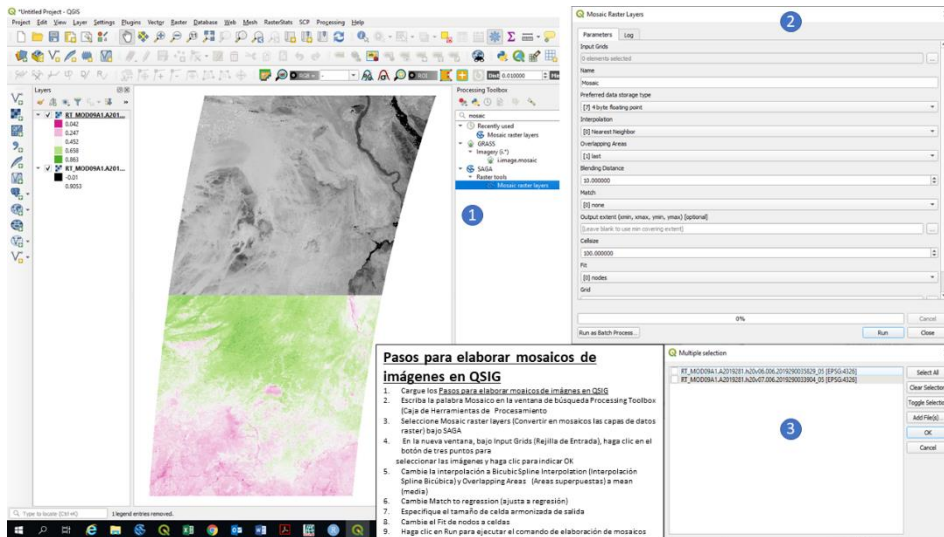 *Untitled Project - QGIS
Project Edit View Layer Settings Plugins Vector Raster Database Web Mesh RasterStats SCP Processing Help
RGB =
ROI
Dist 0.010000
Layers
RT_MOD09A1.A201...
0.042
0.247
0.452
0.658
0.863
RT_MOD09A1.A201...
-0.01
0.8053
Processing Toolbox
Recently used
Mosaic raster layers
GRASS
Imagery (i.*)
i.image.mosaic
SAGA
Raster tools
Mosaic raster layers
1
Type to locate (Ctrl+K)
1 legend entries removed.
Mosaic Raster Layers
2
Parameters
Log
Input Grids
0 elements selected
...
Name
Mosaic
Preferred data storage type
[7] 4 byte floating point
Interpolation
[0] Nearest Neighbor
Overlapping Areas
[1] last
Blending Distance
10.000000
Match
[0] none
Output extent (xmin, xmax, ymin, ymax) [optional]
[Leave blank to use min covering extent]
...
Cellsize
100.000000
Fit
[0] nodes
Grid
0%
Cancel
Run as Batch Process...
Run
Close
Pasos para elaborar mosaicos de
imágenes en QSIG
1. Cargue los Pasos para elaborar moaicos de imágnes en QSIG
2. Escriba la palabra Mosaico en la ventana de búsqueda Processing Toolbox
(Caja de Herramientas de Procesamiento
3. Seleccione Mosaic raster layers (Convertir en mosaicos las capas de datos
raster) bajo SAGA
4. En la nueva ventana, bajo Input Grids (Rejilla de Entrada), haga clic en el
botón de tres puntos para
seleccionar las imágenes y haga clic para indicar OK
5. Cambie la interpolación a Bicubic Spline Interpolation (Interpolación
Spline Bicúbica) y Overlapping Areas (Areas superpuestas) a mean
(media)
6. Cambie Match to regression (ajusta a regresión)
7. Especifique el tamaño de celda armonizada de salida
8. Cambie el Fit de nodos a celdas
9. Haga clic en Run para ejecutar el comando de elaboración de mosaicos
Multiple selection
RT_MOD09A1.A2019281.h20v06.006.2019290035829_03 [EPSG:4326]
RT_MOD09A1.A2019281.h20v07.006.2019290033904_03 [EPSG:4326]
Select All
Clear Selection
Toggle Selection
Add File(s)...
OK
Cancel
3